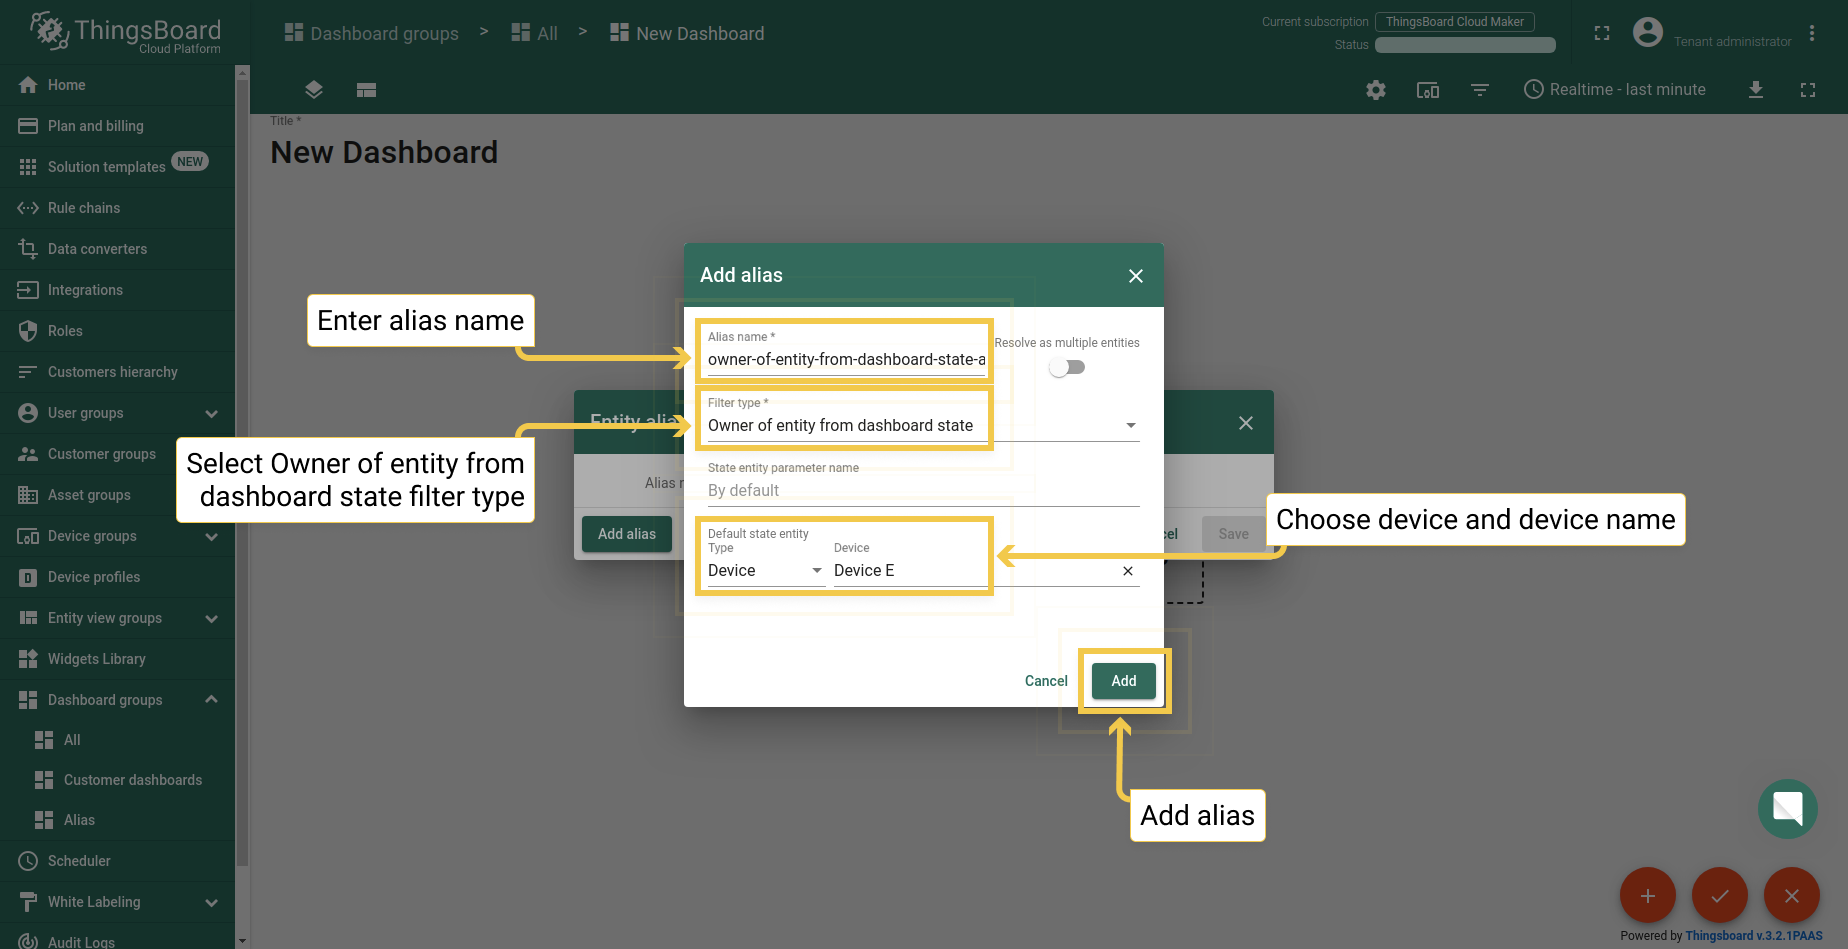 ThingsBoard
Cloud Platform
Dashboard groups > All > New Dashboard
Current subscription ThingsBoard Cloud Maker
Status
Tenant administrator
Realtime - last minute
Home
Plan and billing
Solution templates NEW
Rule chains
Data converters
Integrations
Roles
Customers hierarchy
User groups
Customer groups
Asset groups
Device groups
Device profiles
Entity view groups
Widgets Library
Dashboard groups
All
Customer dashboards
Alias
Scheduler
White Labeling
Audit Logs
Title *
New Dashboard
Add alias
Enter alias name
Alias name *
owner-of-entity-from-dashboard-state-a
Resolve as multiple entities
Filter type *
Owner of entity from dashboard state
Entity alia
Select Owner of entity from
dashboard state filter type
State entity parameter name
By default
Alias n
Choose device and device name
Default state entity
Type
Device
Device
Device E
Add alias
cel
Save
Cancel
Add
Add alias
Powered by Thingsboard v.3.2.1PAAS